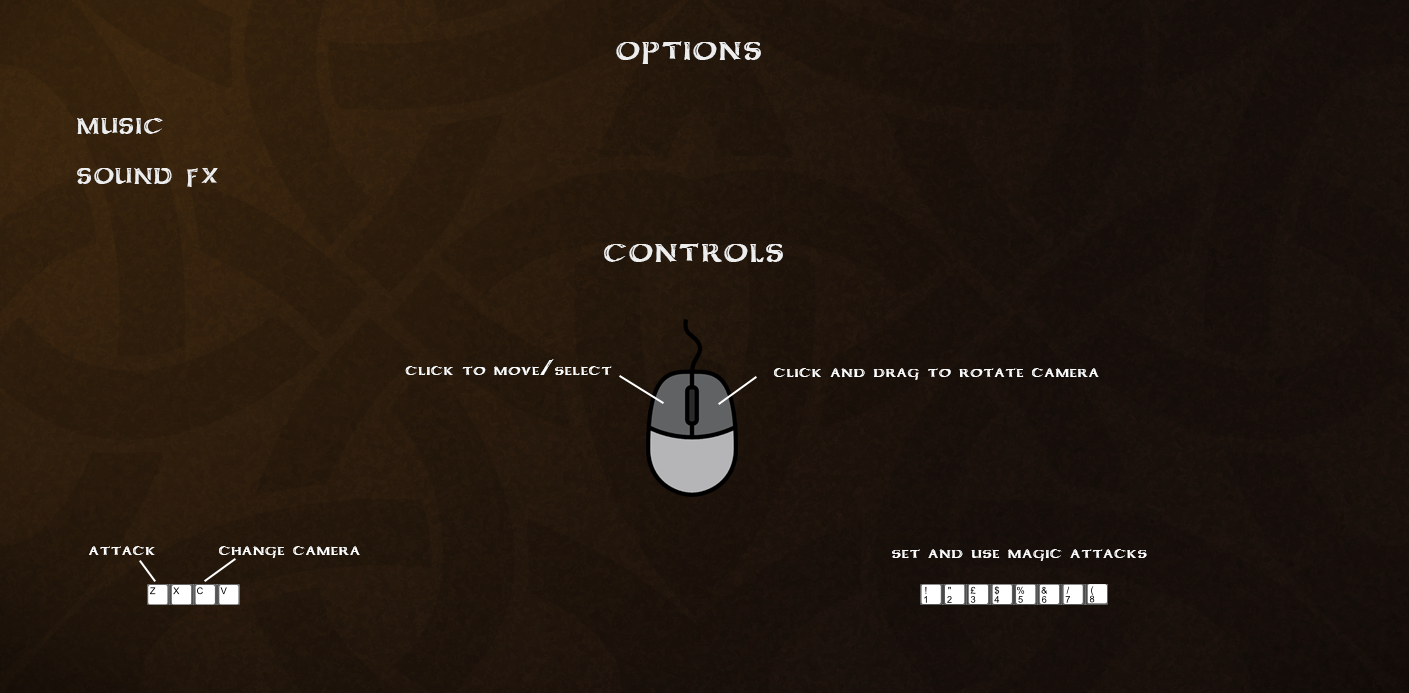 OPTIONS
MUSIC
SOUND FX
CONTROLS
CLICK TO MOVE/SELECT
CLICK AND DRAG TO ROTATE CAMERA
ATTACK
CHANGE CAMERA
Z X C V
SET AND USE MAGIC ATTACKS
! " £ $ % & / (
1 2 3 4 5 6 7 8